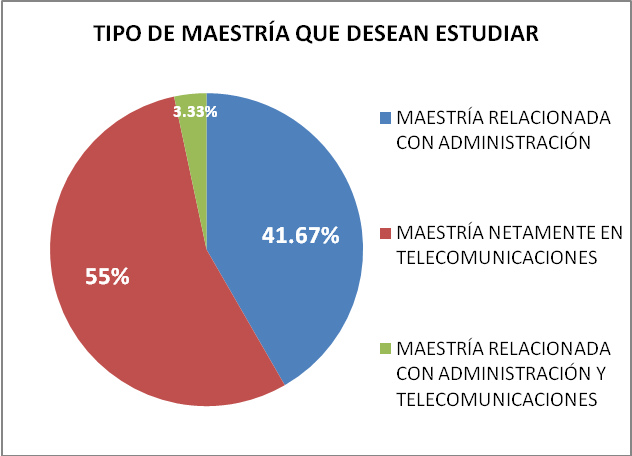 TIPO DE MAESTRÍA QUE DESEAN ESTUDIAR
3.33%
41.67%
55%
MAESTRÍA RELACIONADA
CON ADMINISTRACIÓN
MAESTRÍA NETAMENTE EN
TELECOMUNICACIONES
MAESTRÍA RELACIONADA
CON ADMINISTRACIÓN Y
TELECOMUNICACIONES